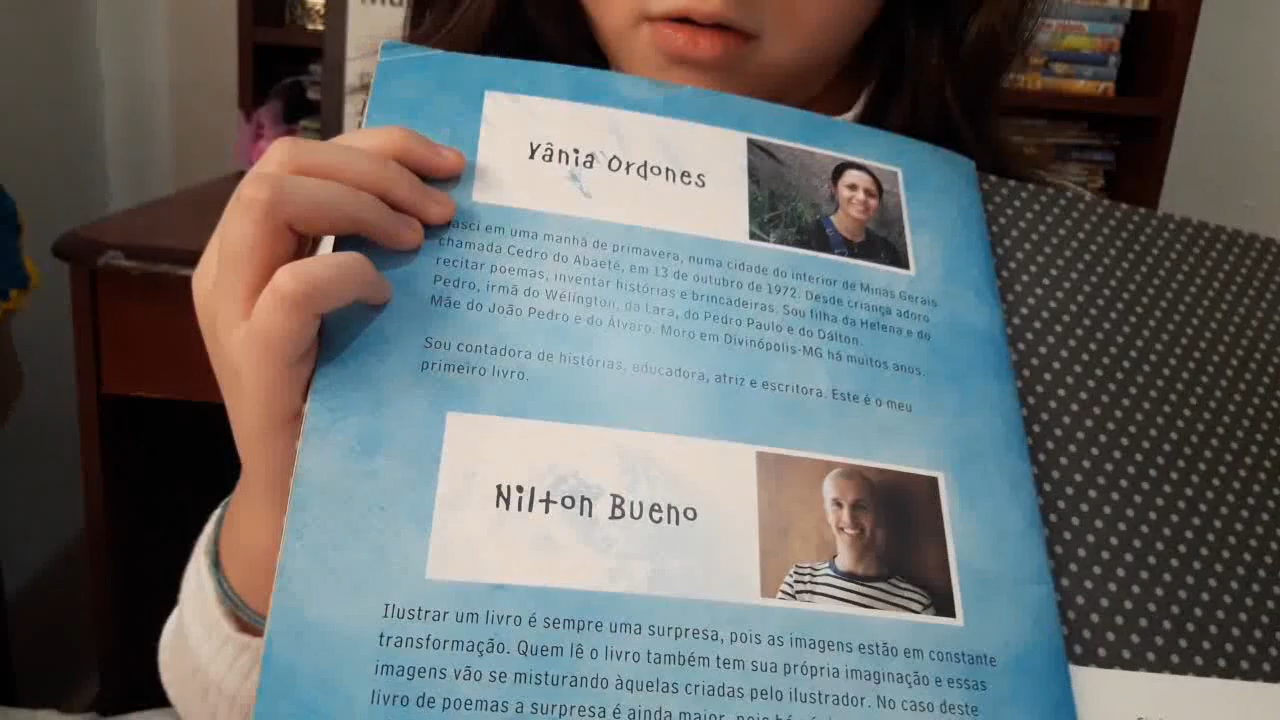 Vânia Ordones
Nasci em uma manhã de primavera, numa cidade do interior de Minas Gerais
chamada Cedro do Abaeté, em 13 de outubro de 1972. Desde criança adoro
recitar poemas, inventar histórias e brincadeiras. Sou filha da Helena e do
Pedro, irmã do Wélington, da Lara, do Pedro Paulo e do Dálton.
Mãe do João Pedro e do Álvaro. Moro em Divinópolis-MG há muitos anos.
Sou contadora de histórias, educadora, atriz e escritora. Este é o meu
primeiro livro.
Nilton Bueno
Ilustrar um livro é sempre uma surpresa, pois as imagens estão em constante
transformação. Quem lê o livro também tem sua própria imaginação e essas
imagens vão se misturando àquelas criadas pelo ilustrador. No caso deste
livro de poemas a surpresa é ainda maior, pois